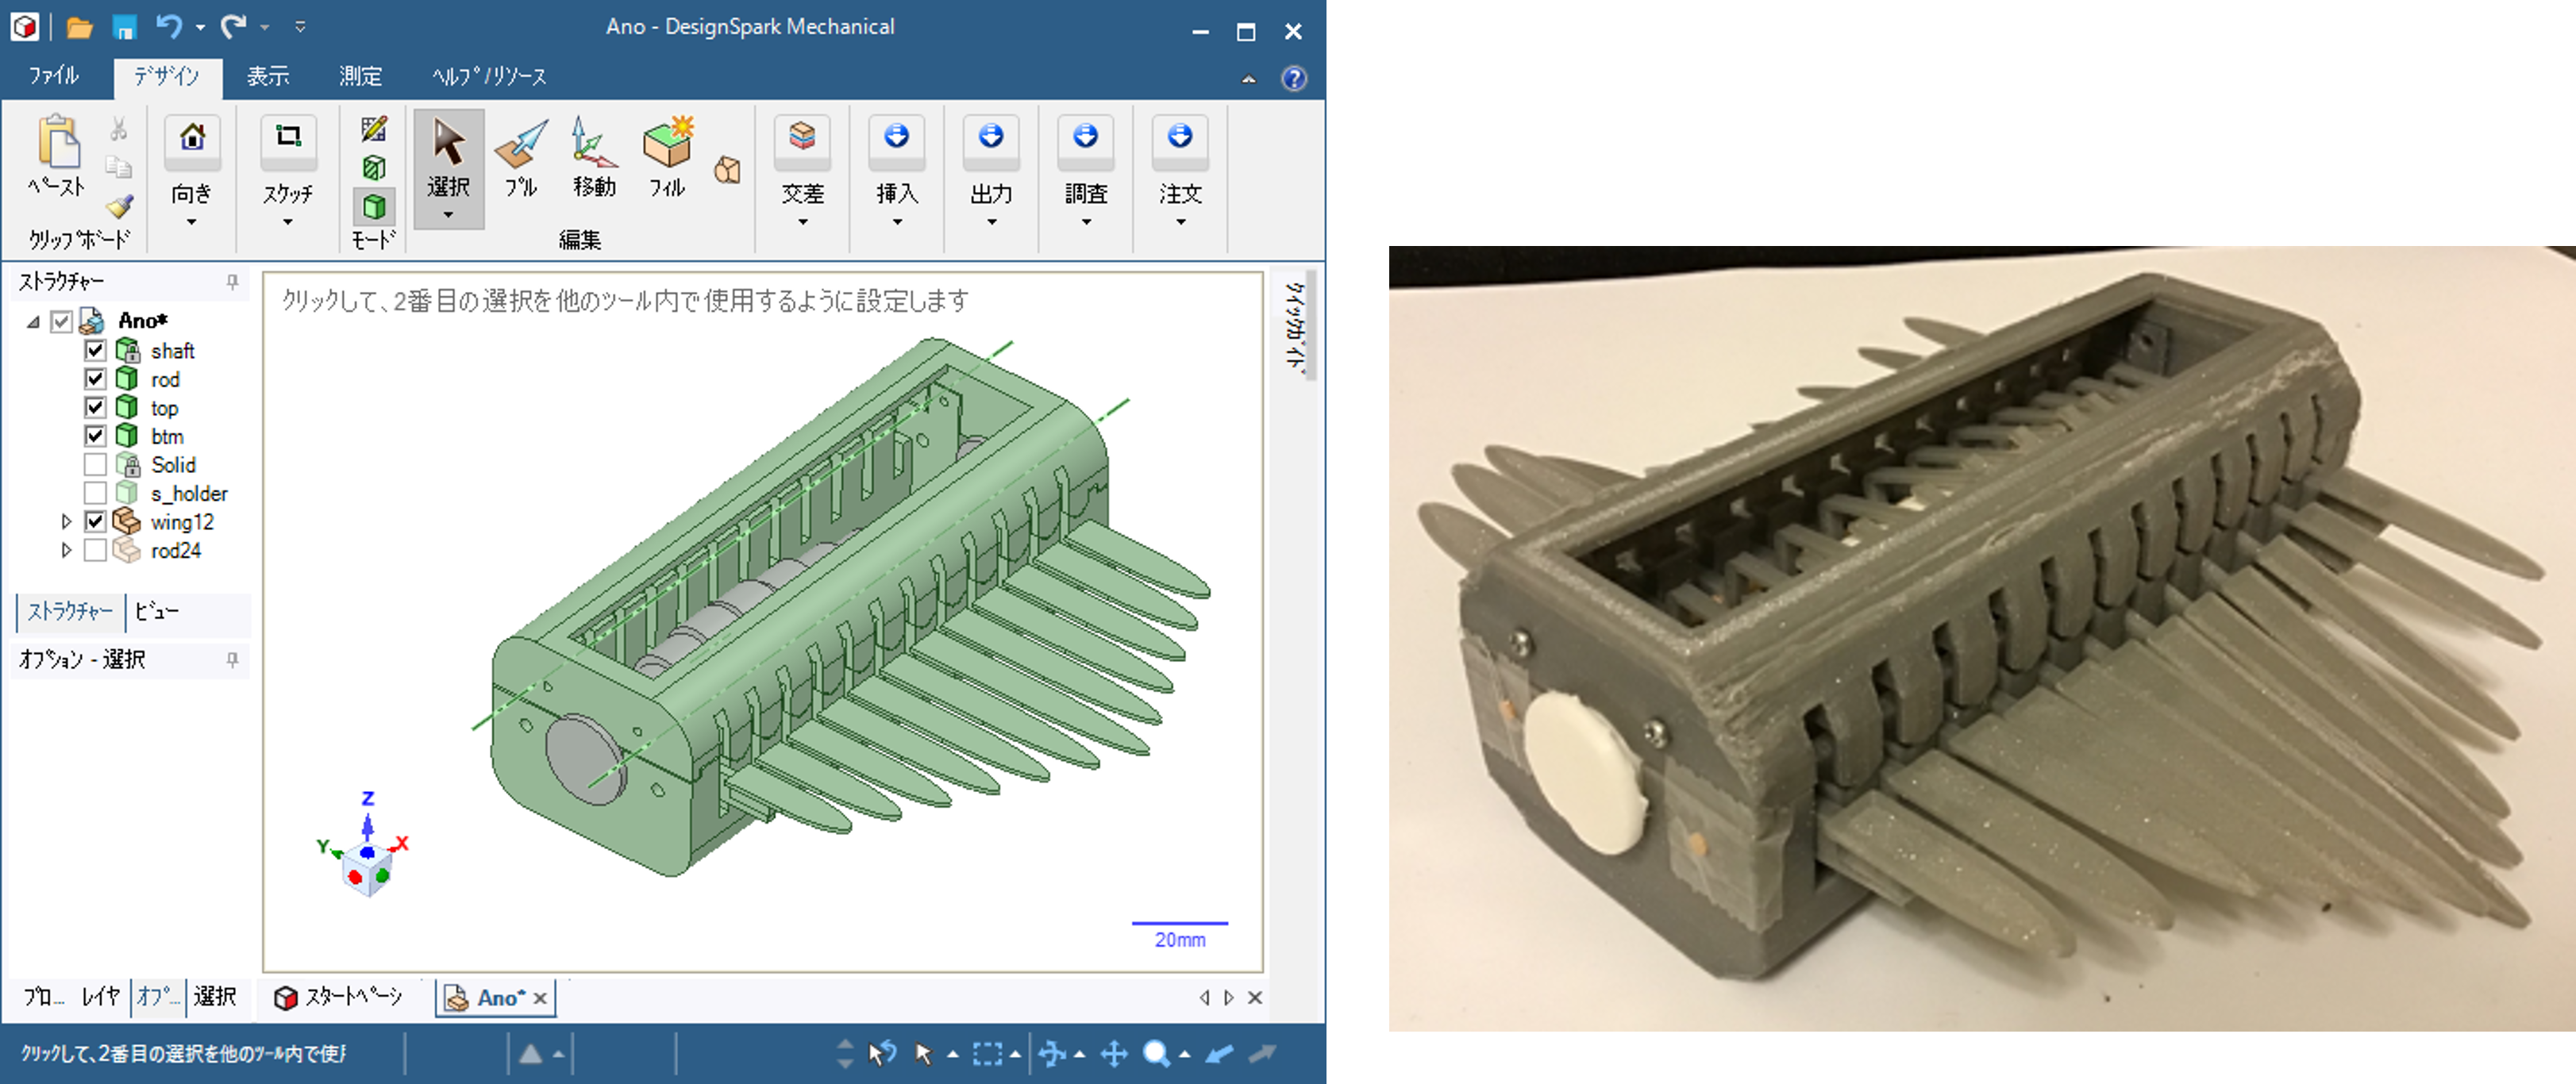 Ano - DesignSpark Mechanical
ファイル デザイン 表示 測定 ヘルプ/リソース
ペースト 向き スケッチ 選択 プル 移動 フィル 交差 挿入 出力 調査 注文
クリップボード モード 編集
ストラクチャー
Ano*
shaft
rod
top
btm
Solid
s_holder
wing12
rod24
ストラクチャー ビュー
オプション - 選択
クリックして、2番目の選択を他のツール内で使用するように設定します
クイックガイド
Z
Y
X
20mm
プロ... レイヤ オプ... 選択
スタートページ Ano*
クリックして、2番目の選択を他のツール内で使用